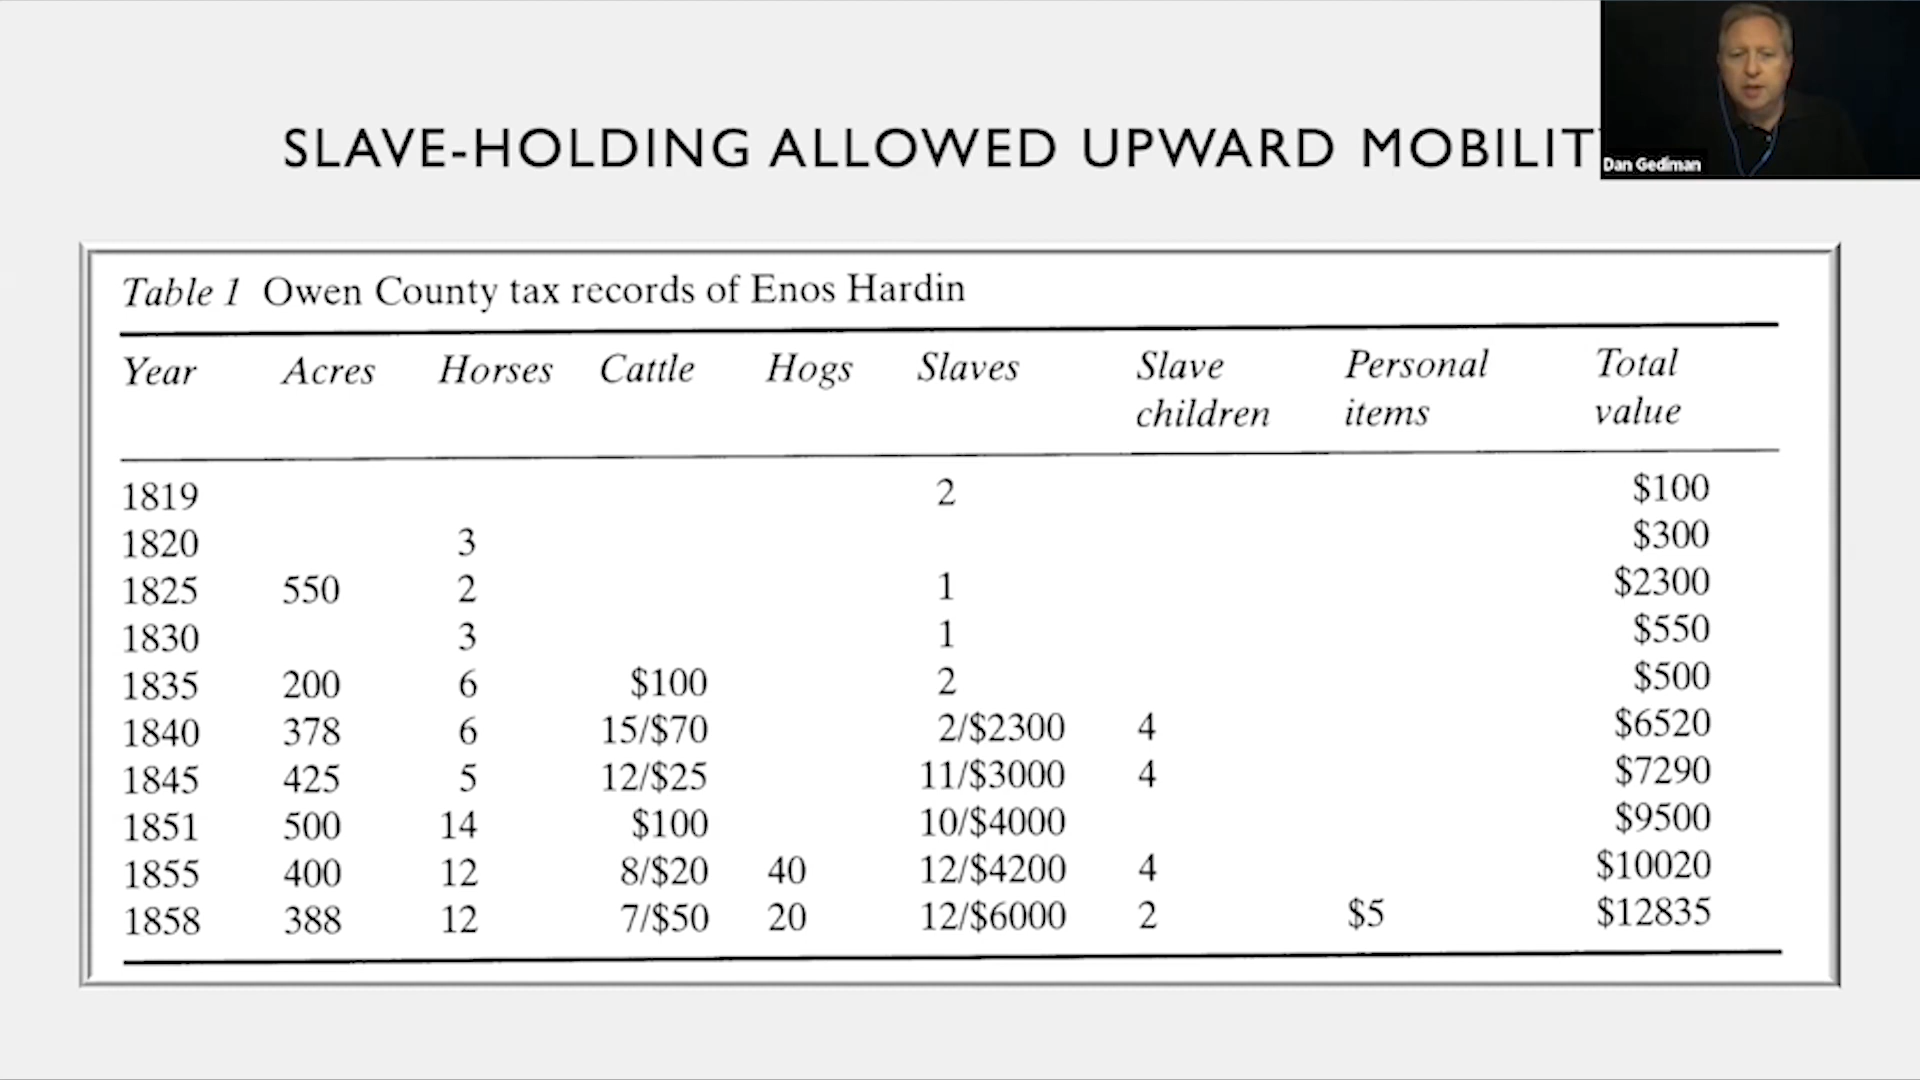 SLAVE-HOLDING ALLOWED UPWARD MOBILIT
Dan Gediman
Table 1 Owen County tax records of Enos Hardin
Year Acres Horses Cattle Hogs Slaves Slave children Personal items Total value
1819 2 $100
1820 3 $300
1825 550 2 1 $2300
1830 3 1 $550
1835 200 6 $100 2 $500
1840 378 6 15/$70 2/$2300 4 $6520
1845 425 5 12/$25 11/$3000 4 $7290
1851 500 14 $100 10/$4000 $9500
1855 400 12 8/$20 40 12/$4200 4 $10020
1858 388 12 7/$50 20 12/$6000 2 $5 $12835